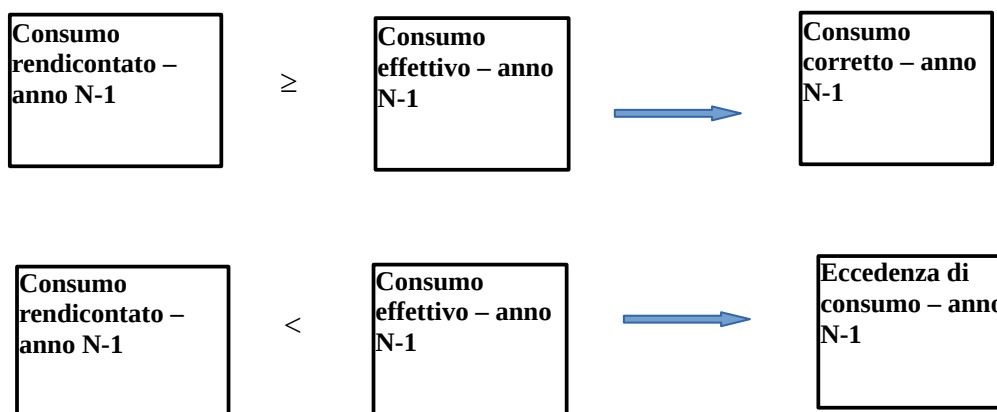 Consumo
rendicontato –
anno N-1
≥
Consumo
effettivo – anno
N-1
Consumo
corretto – anno
N-1
Consumo
rendicontato –
anno N-1
<
Consumo
effettivo – anno
N-1
Eccedenza di
consumo – anno
N-1